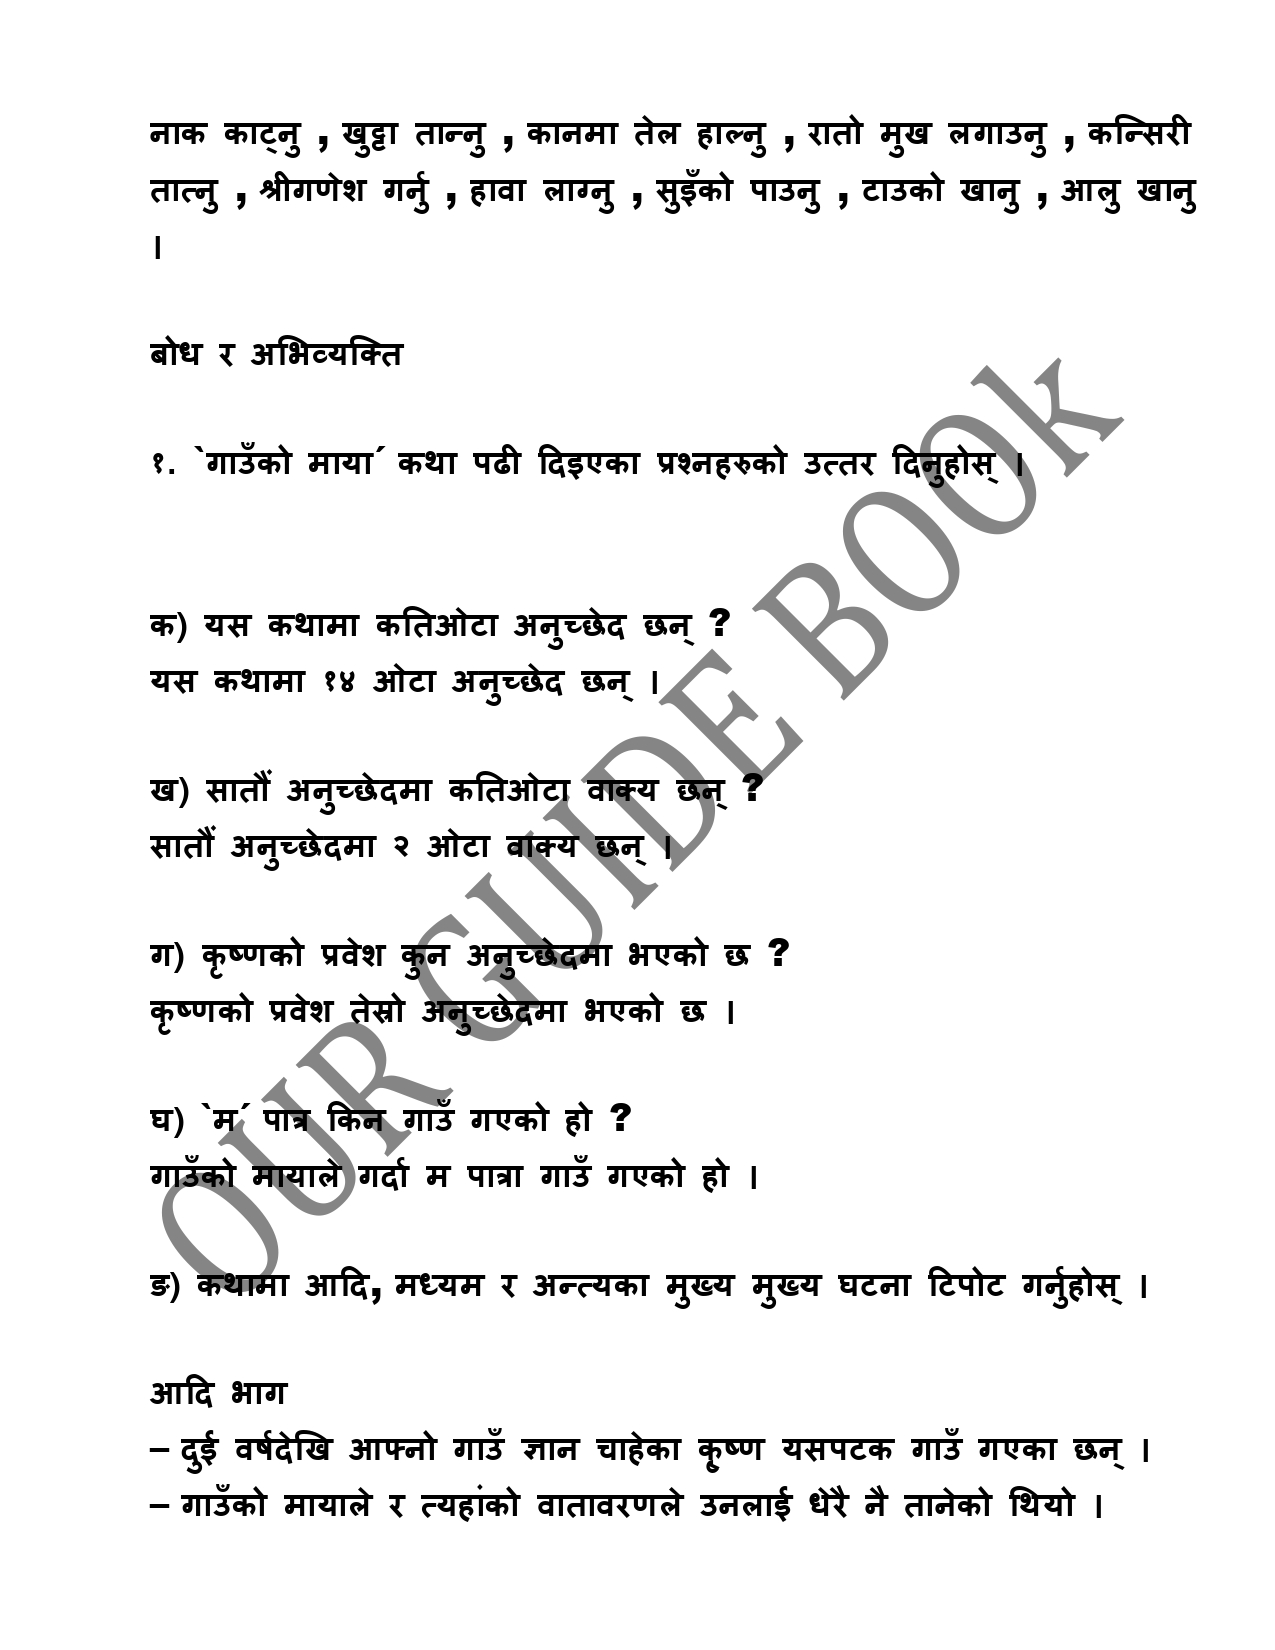 नाक काट्नु , खुट्टा तान्नु , कानमा तेल हाल्नु , रातो मुख लगाउनु , कन्सिरी
तात्नु , श्रीगणेश गर्नु , हावा लाग्नु , सुइँको पाउनु , टाउको खानु , आलु खानु
।
बोध र अभिव्यक्ति
१. `गाउँको माया´ कथा पढी दिइएका प्रश्नहरुको उत्तर दिनुहोस् ।
क) यस कथामा कतिओटा अनुच्छेद छन् ?
यस कथामा १४ ओटा अनुच्छेद छन् ।
ख) सातौं अनुच्छेदमा कतिओटा वाक्य छन् ?
सातौं अनुच्छेदमा २ ओटा वाक्य छन् ।
ग) कृष्णको प्रवेश कुन अनुच्छेदमा भएको छ ?
कृष्णको प्रवेश तेस्रो अनुच्छेदमा भएको छ ।
घ) `म´ पात्र किन गाउँ गएको हो ?
गाउँको मायाले गर्दा म पात्रा गाउँ गएको हो ।
ङ) कथामा आदि, मध्यम र अन्त्यका मुख्य मुख्य घटना टिपोट गर्नुहोस् ।
आदि भाग
– दुई वर्षदेखि आफ्नो गाउँ ज्ञान चाहेका कृष्ण यसपटक गाउँ गएका छन् ।
– गाउँको मायाले र त्यहांको वातावरणले उनलाई धेरै नै तानेको थियो ।
OUR GUIDE BOOk